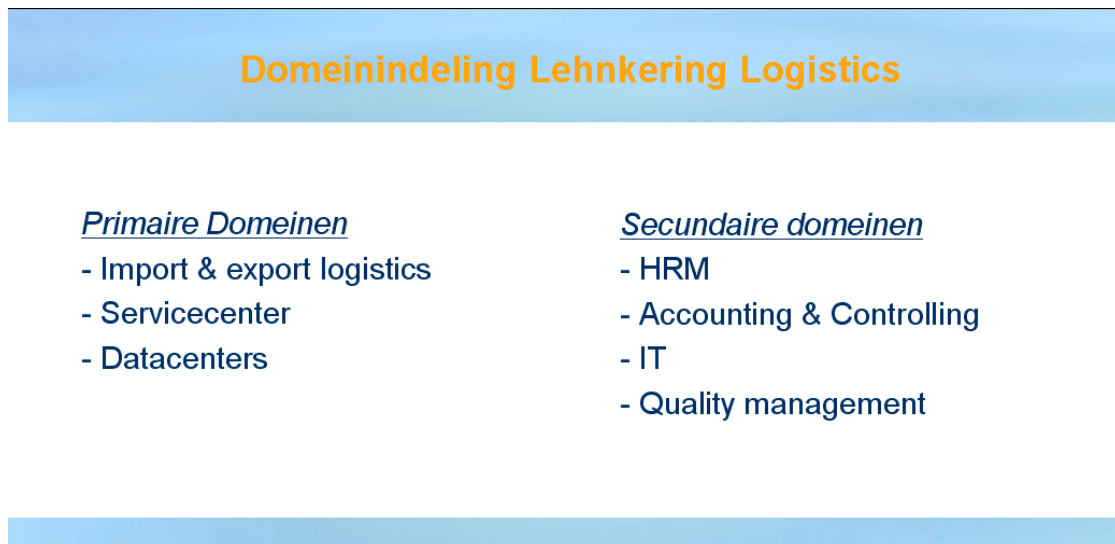 Domeinindeling Lehnkering Logistics
Primaire Domeinen
- Import & export logistics
- Servicecenter
- Datacenters
Secundaire domeinen
- HRM
- Accounting & Controlling
- IT
- Quality management